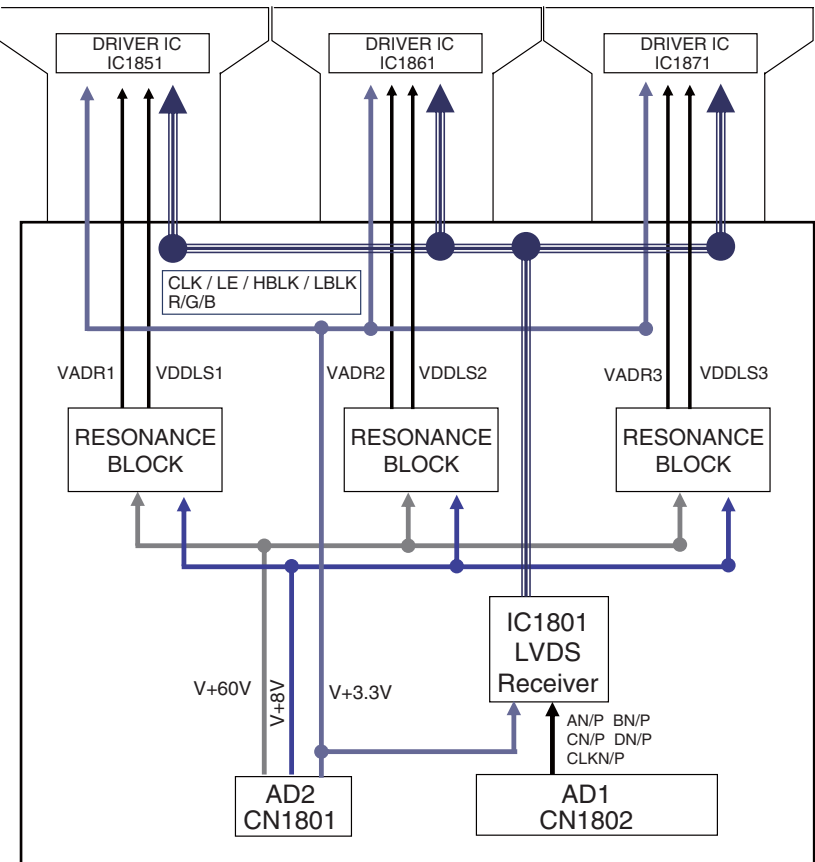 DRIVER IC
IC1851
DRIVER IC
IC1861
DRIVER IC
IC1871
CLK / LE / HBLK / LBLK
R/G/B
VADR1
VDDLS1
VADR2
VDDLS2
VADR3
VDDLS3
RESONANCE
BLOCK
RESONANCE
BLOCK
RESONANCE
BLOCK
IC1801
LVDS
Receiver
V+60V
V+8V
V+3.3V
AN/P BN/P
CN/P DN/P
CLKN/P
AD2
CN1801
AD1
CN1802